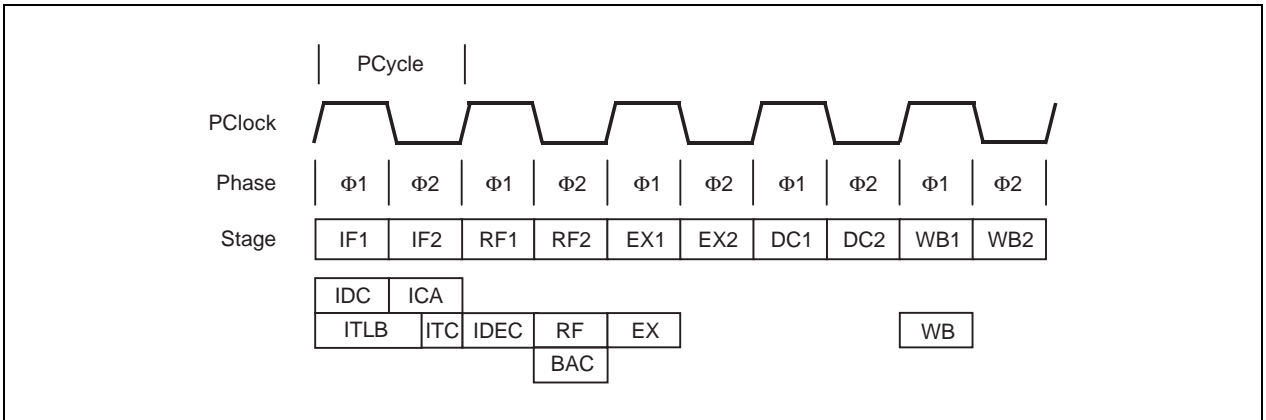 PCycle
PClock
Phase Φ1 Φ2 Φ1 Φ2 Φ1 Φ2 Φ1 Φ2 Φ1 Φ2
Stage IF1 IF2 RF1 RF2 EX1 EX2 DC1 DC2 WB1 WB2
IDC ICA
ITLB ITC IDEC RF EX WB
BAC